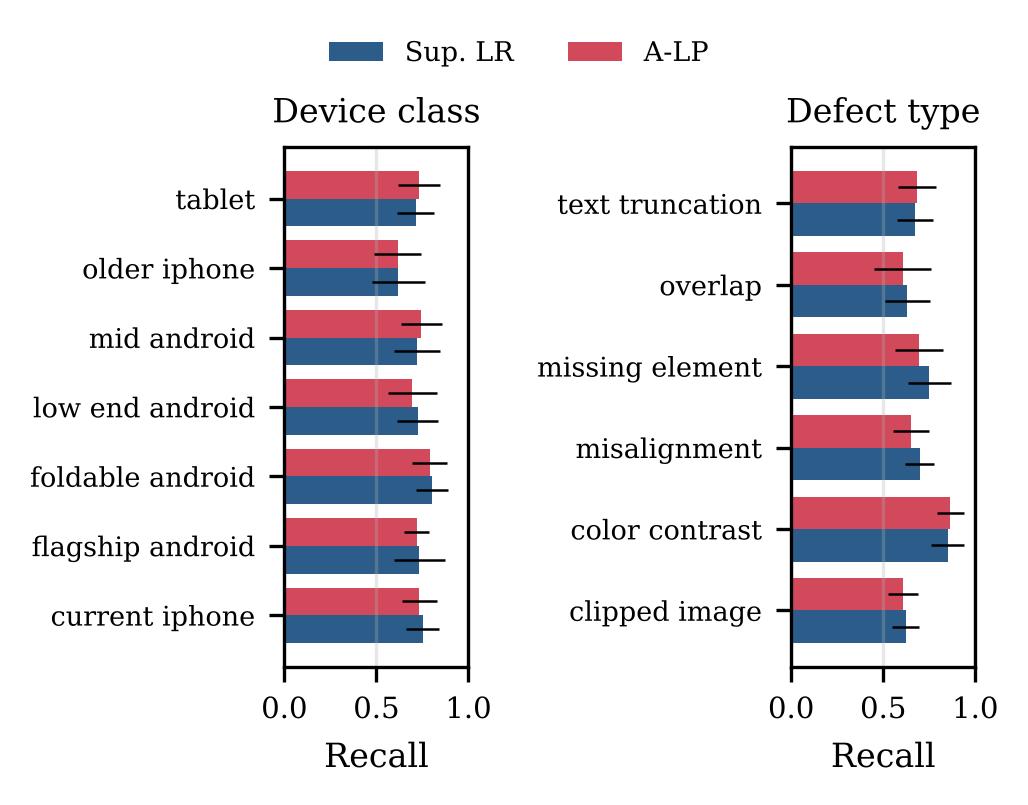 Sup. LR
A-LP
Device class
tablet
older iphone
mid android
low end android
foldable android
flagship android
current iphone
0.0 0.5 1.0
Recall
Defect type
text truncation
overlap
missing element
misalignment
color contrast
clipped image
0.0 0.5 1.0
Recall